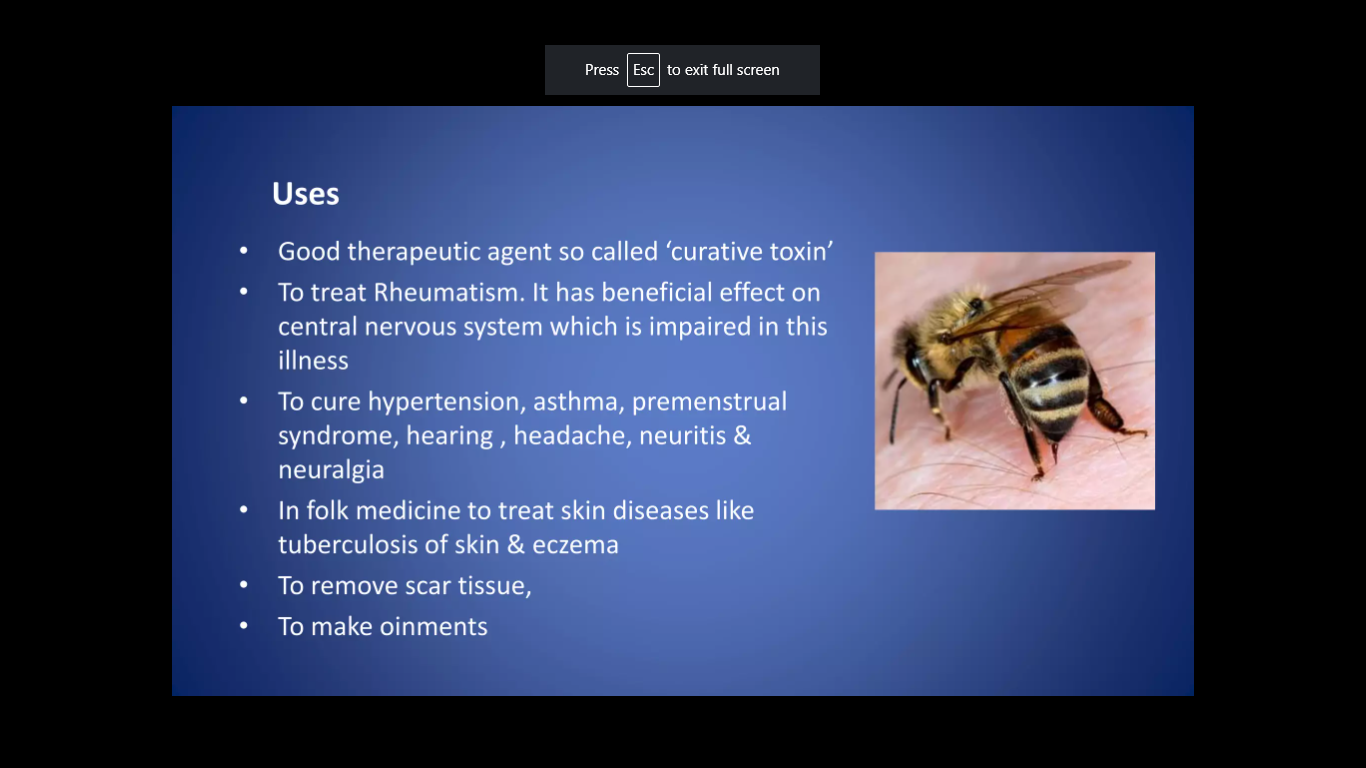 Press Esc to exit full screen
Uses
• Good therapeutic agent so called ‘curative toxin’
• To treat Rheumatism. It has beneficial effect on
central nervous system which is impaired in this
illness
• To cure hypertension, asthma, premenstrual
syndrome, hearing , headache, neuritis &
neuralgia
• In folk medicine to treat skin diseases like
tuberculosis of skin & eczema
• To remove scar tissue,
• To make oinments